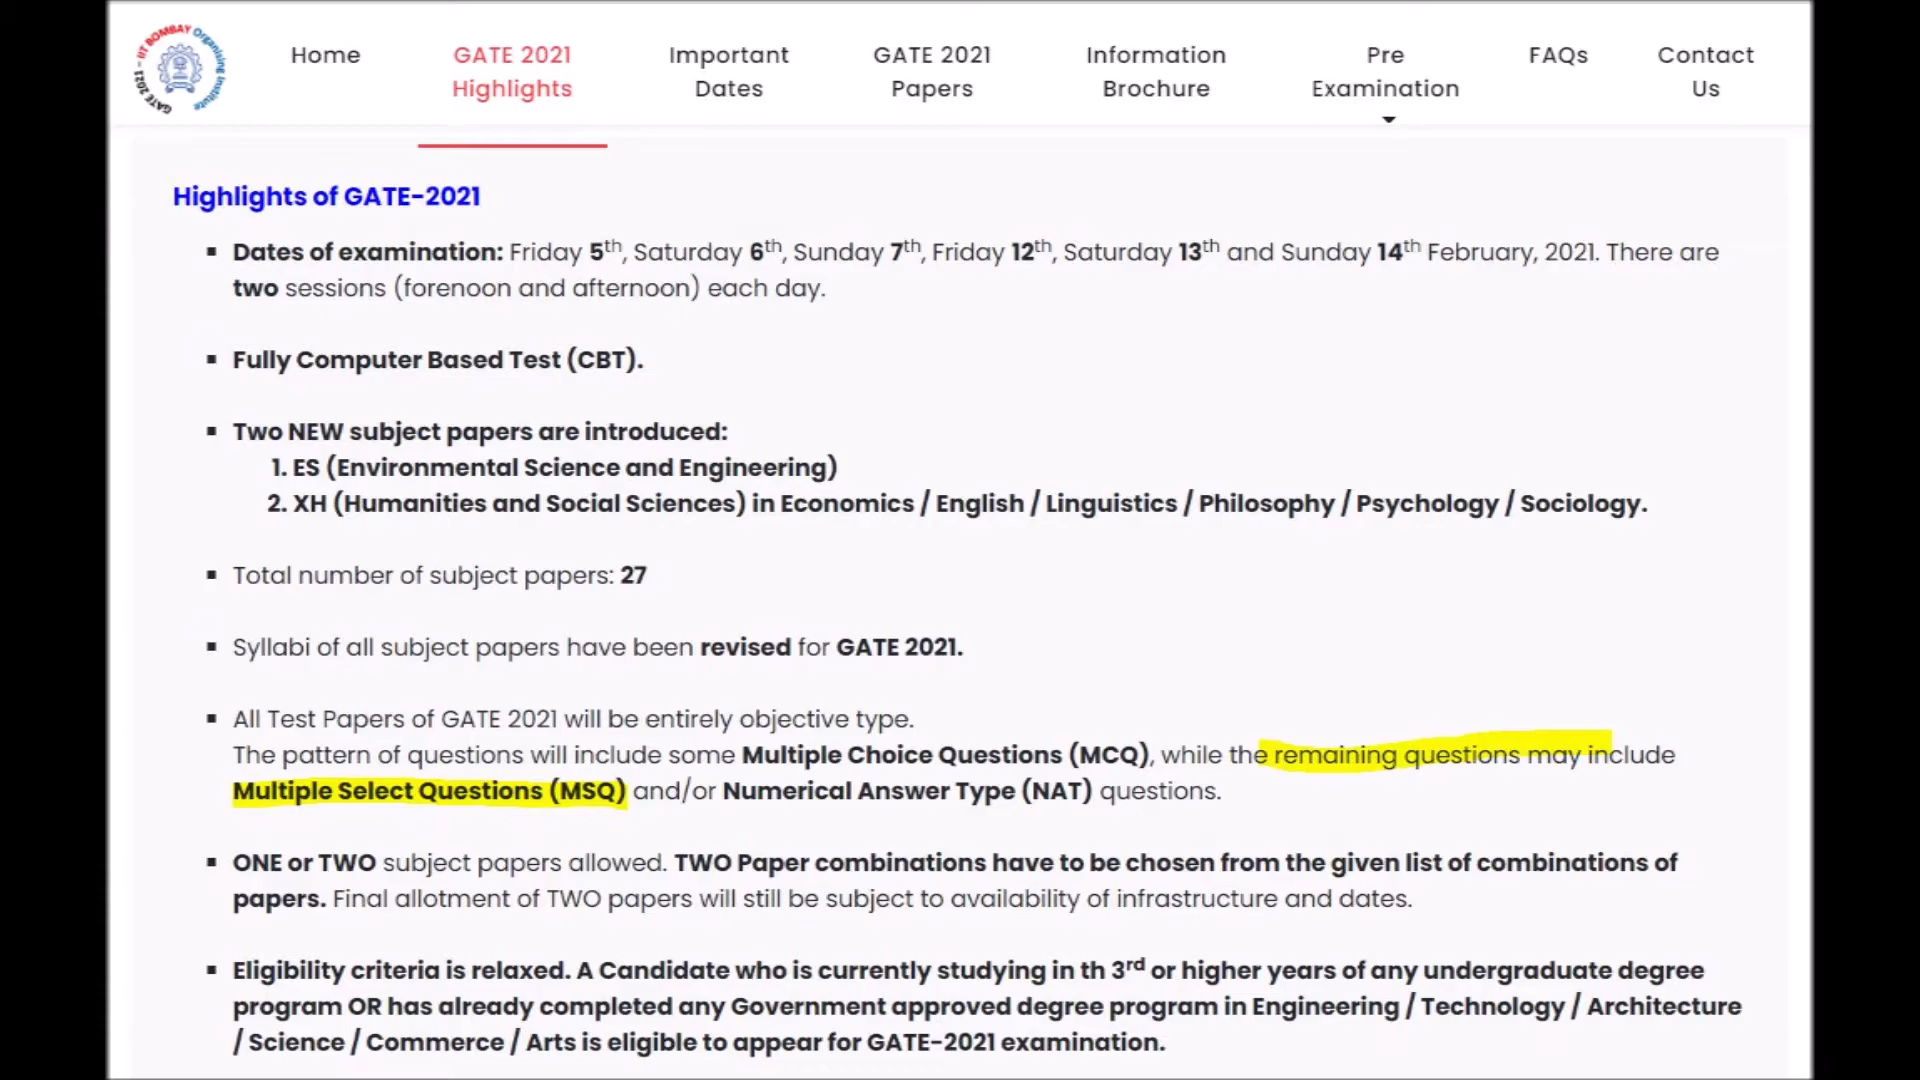 GATE 2021 - IIT BOMBAY Organising Institute
Home
GATE 2021
Highlights
Important
Dates
GATE 2021
Papers
Information
Brochure
Pre
Examination
FAQs
Contact
Us
Highlights of GATE-2021
▪ Dates of examination: Friday 5th, Saturday 6th, Sunday 7th, Friday 12th, Saturday 13th and Sunday 14th February, 2021. There are
two sessions (forenoon and afternoon) each day.
▪ Fully Computer Based Test (CBT).
▪ Two NEW subject papers are introduced:
1. ES (Environmental Science and Engineering)
2. XH (Humanities and Social Sciences) in Economics / English / Linguistics / Philosophy / Psychology / Sociology.
▪ Total number of subject papers: 27
▪ Syllabi of all subject papers have been revised for GATE 2021.
▪ All Test Papers of GATE 2021 will be entirely objective type.
The pattern of questions will include some Multiple Choice Questions (MCQ), while the remaining questions may include
Multiple Select Questions (MSQ) and/or Numerical Answer Type (NAT) questions.
▪ ONE or TWO subject papers allowed. TWO Paper combinations have to be chosen from the given list of combinations of
papers. Final allotment of TWO papers will still be subject to availability of infrastructure and dates.
▪ Eligibility criteria is relaxed. A Candidate who is currently studying in th 3rd or higher years of any undergraduate degree
program OR has already completed any Government approved degree program in Engineering / Technology / Architecture
/ Science / Commerce / Arts is eligible to appear for GATE-2021 examination.